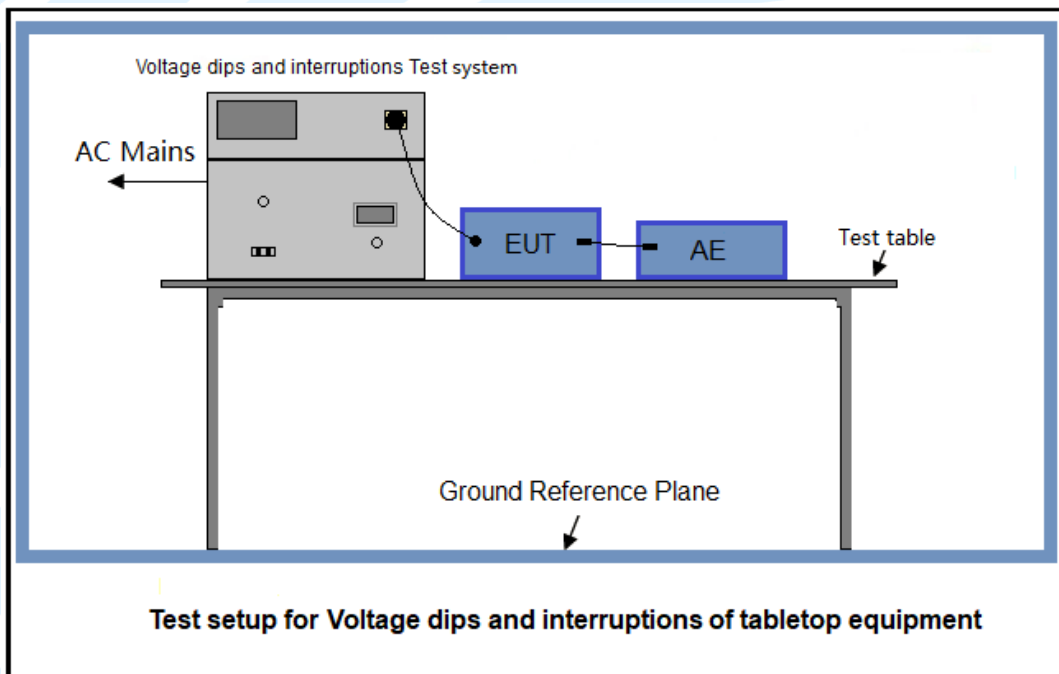 Voltage dips and interruptions Test system
AC Mains
EUT
AE
Test table
Ground Reference Plane
Test setup for Voltage dips and interruptions of tabletop equipment